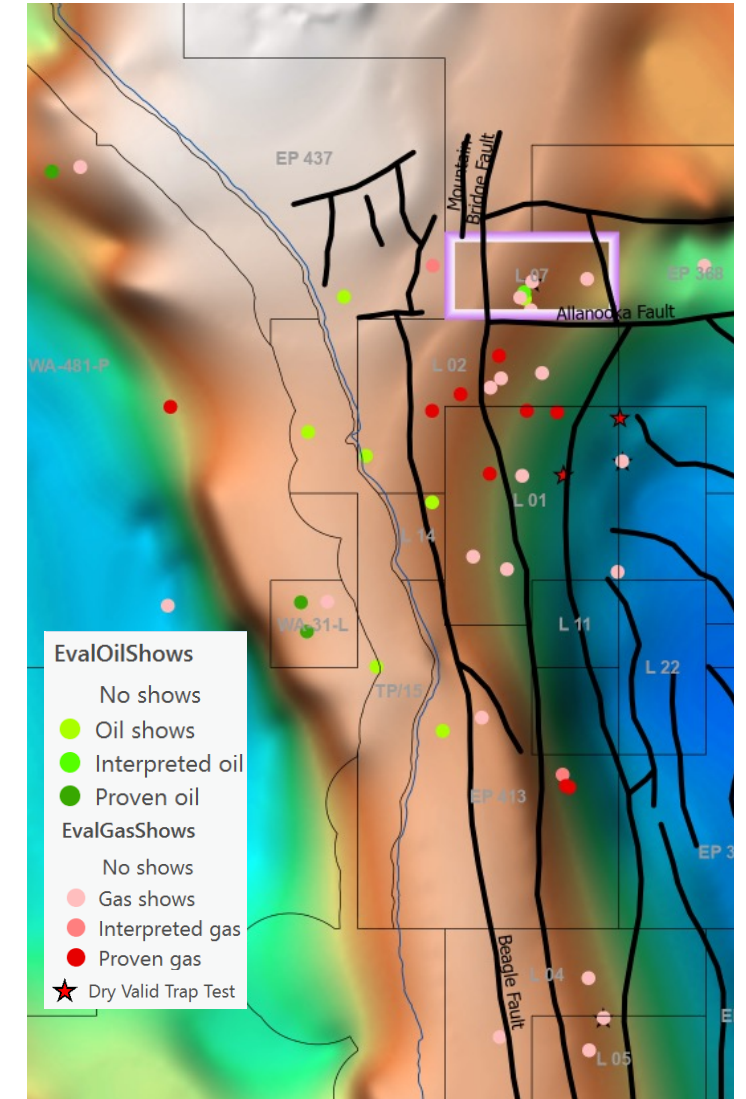 EP 437
Mountain
Bridge Fault
L 07
EP 368
Allanooka Fault
WA-481-P
L 02
L 01
L 14
WA-31-L
L 11
L 22
TP/15
EvalOilShows
No shows
Oil shows
Interpreted oil
Proven oil
EvalGasShows
No shows
Gas shows
Interpreted gas
Proven gas
Dry Valid Trap Test
EP 413
EP 3
Beagle Fault
L 04
E
L 05